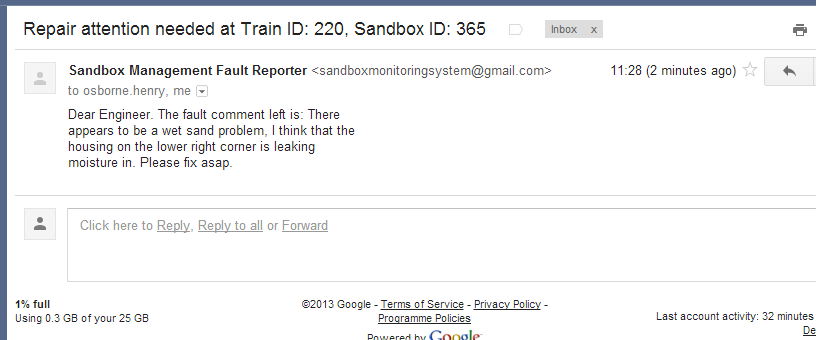 Repair attention needed at Train ID: 220, Sandbox ID: 365 Inbox x
Sandbox Management Fault Reporter <sandboxmonitoringsystem@gmail.com> 11:28 (2 minutes ago)
to osborne.henry, me
Dear Engineer. The fault comment left is: There
appears to be a wet sand problem, I think that the
housing on the lower right corner is leaking
moisture in. Please fix asap.
Click here to Reply, Reply to all or Forward
1% full
Using 0.3 GB of your 25 GB
©2013 Google - Terms of Service - Privacy Policy -
Programme Policies
Powered by Google
Last account activity: 32 minutes
De